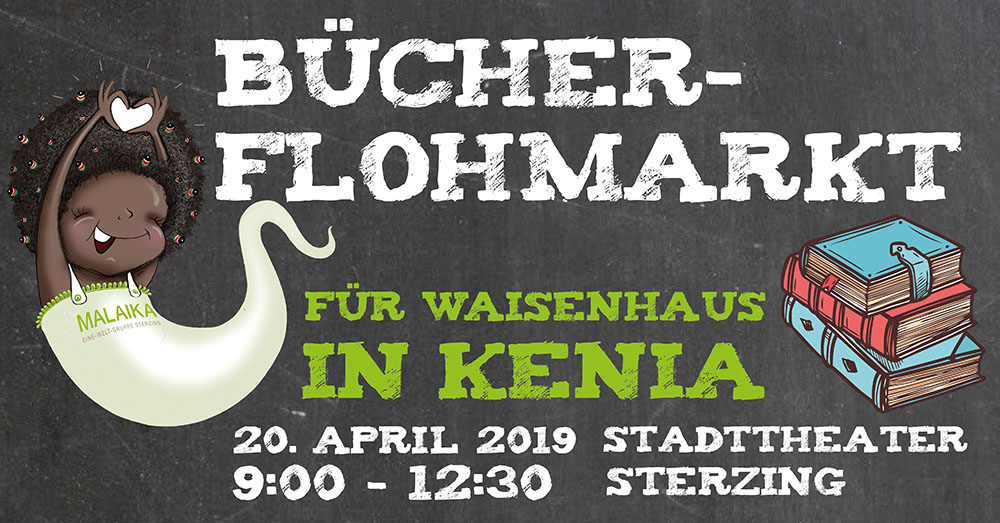 BÜCHER-
FLOHMARKT
MALAIKA
EINE-WELT-GRUPPE STERZING
FÜR WAISENHAUS
IN KENIA
20. APRIL 2019 STADTTHEATER
9:00 - 12:30 STERZING